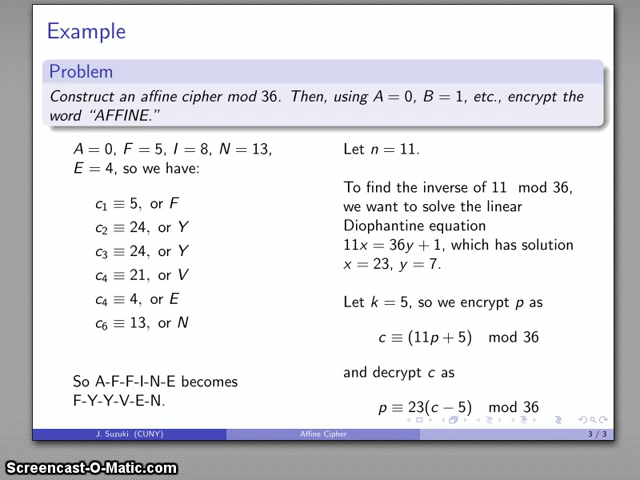 Example
Problem
Construct an affine cipher mod 36. Then, using A = 0, B = 1, etc., encrypt the
word “AFFINE.”
A = 0, F = 5, I = 8, N = 13,
E = 4, so we have:
c₁ ≡ 5, or F
c₂ ≡ 24, or Y
c₃ ≡ 24, or Y
c₄ ≡ 21, or V
c₄ ≡ 4, or E
c₆ ≡ 13, or N
So A-F-F-I-N-E becomes
F-Y-Y-V-E-N.
Let n = 11.
To find the inverse of 11 mod 36,
we want to solve the linear
Diophantine equation
11x = 36y + 1, which has solution
x = 23, y = 7.
Let k = 5, so we encrypt p as
c ≡ (11p + 5) mod 36
and decrypt c as
p ≡ 23(c − 5) mod 36
J. Suzuki (CUNY) Affine Cipher 3 / 3
Screencast-O-Matic.com